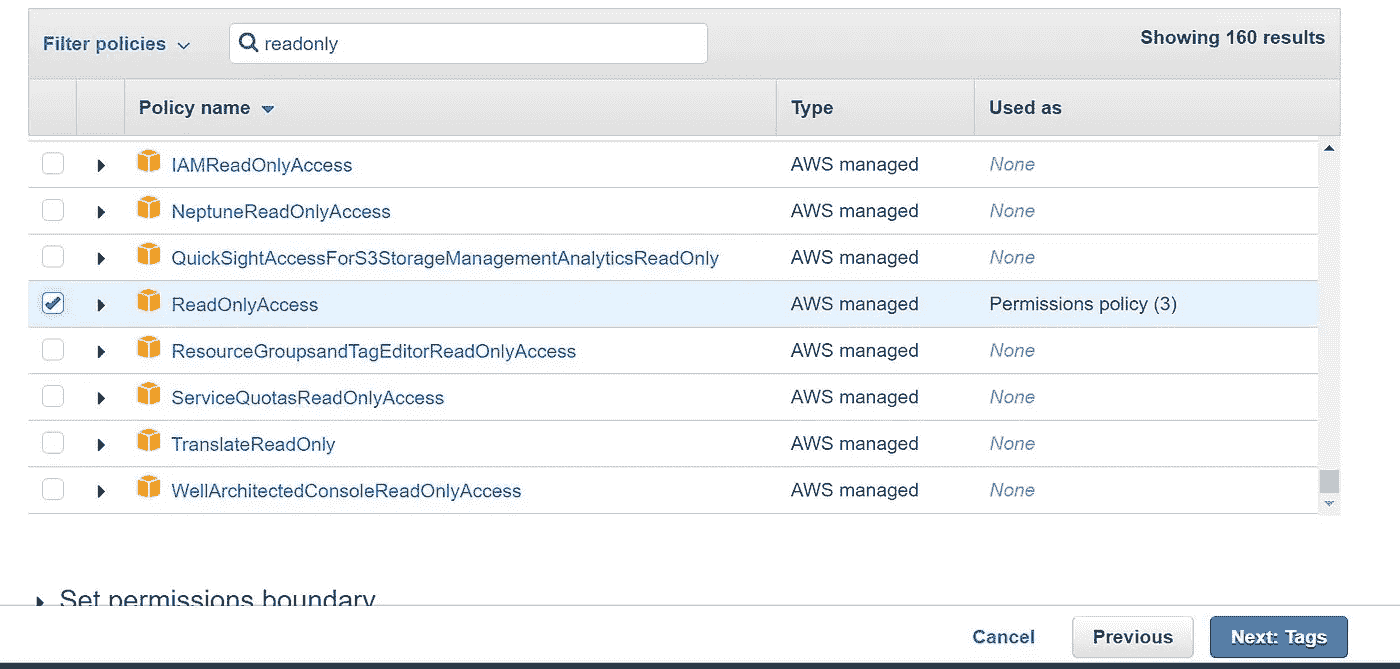 Filter policies readonly Showing 160 results
Policy name Type Used as
IAMReadOnlyAccess AWS managed None
NeptuneReadOnlyAccess AWS managed None
QuickSightAccessForS3StorageManagementAnalyticsReadOnly AWS managed None
ReadOnlyAccess AWS managed Permissions policy (3)
ResourceGroupsandTagEditorReadOnlyAccess AWS managed None
ServiceQuotasReadOnlyAccess AWS managed None
TranslateReadOnly AWS managed None
WellArchitectedConsoleReadOnlyAccess AWS managed None
Set permissions boundary
Cancel Previous Next: Tags